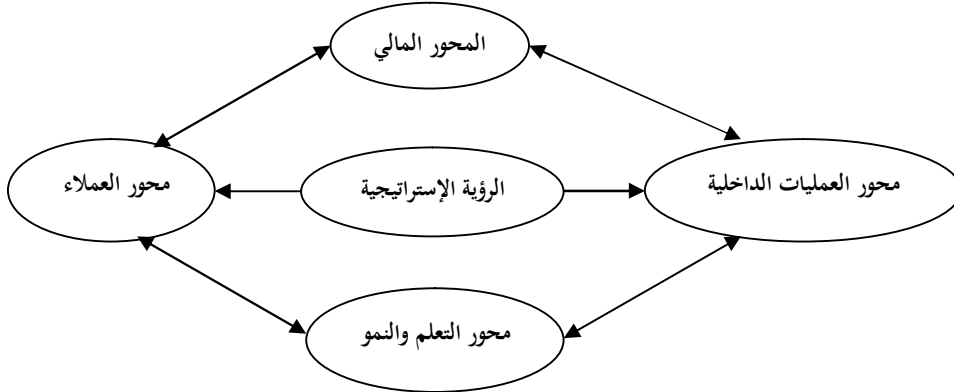 المحور المالي
محور العمليات الداخلية
الرؤية الإستراتيجية
محور العملاء
محور التعلم والنمو